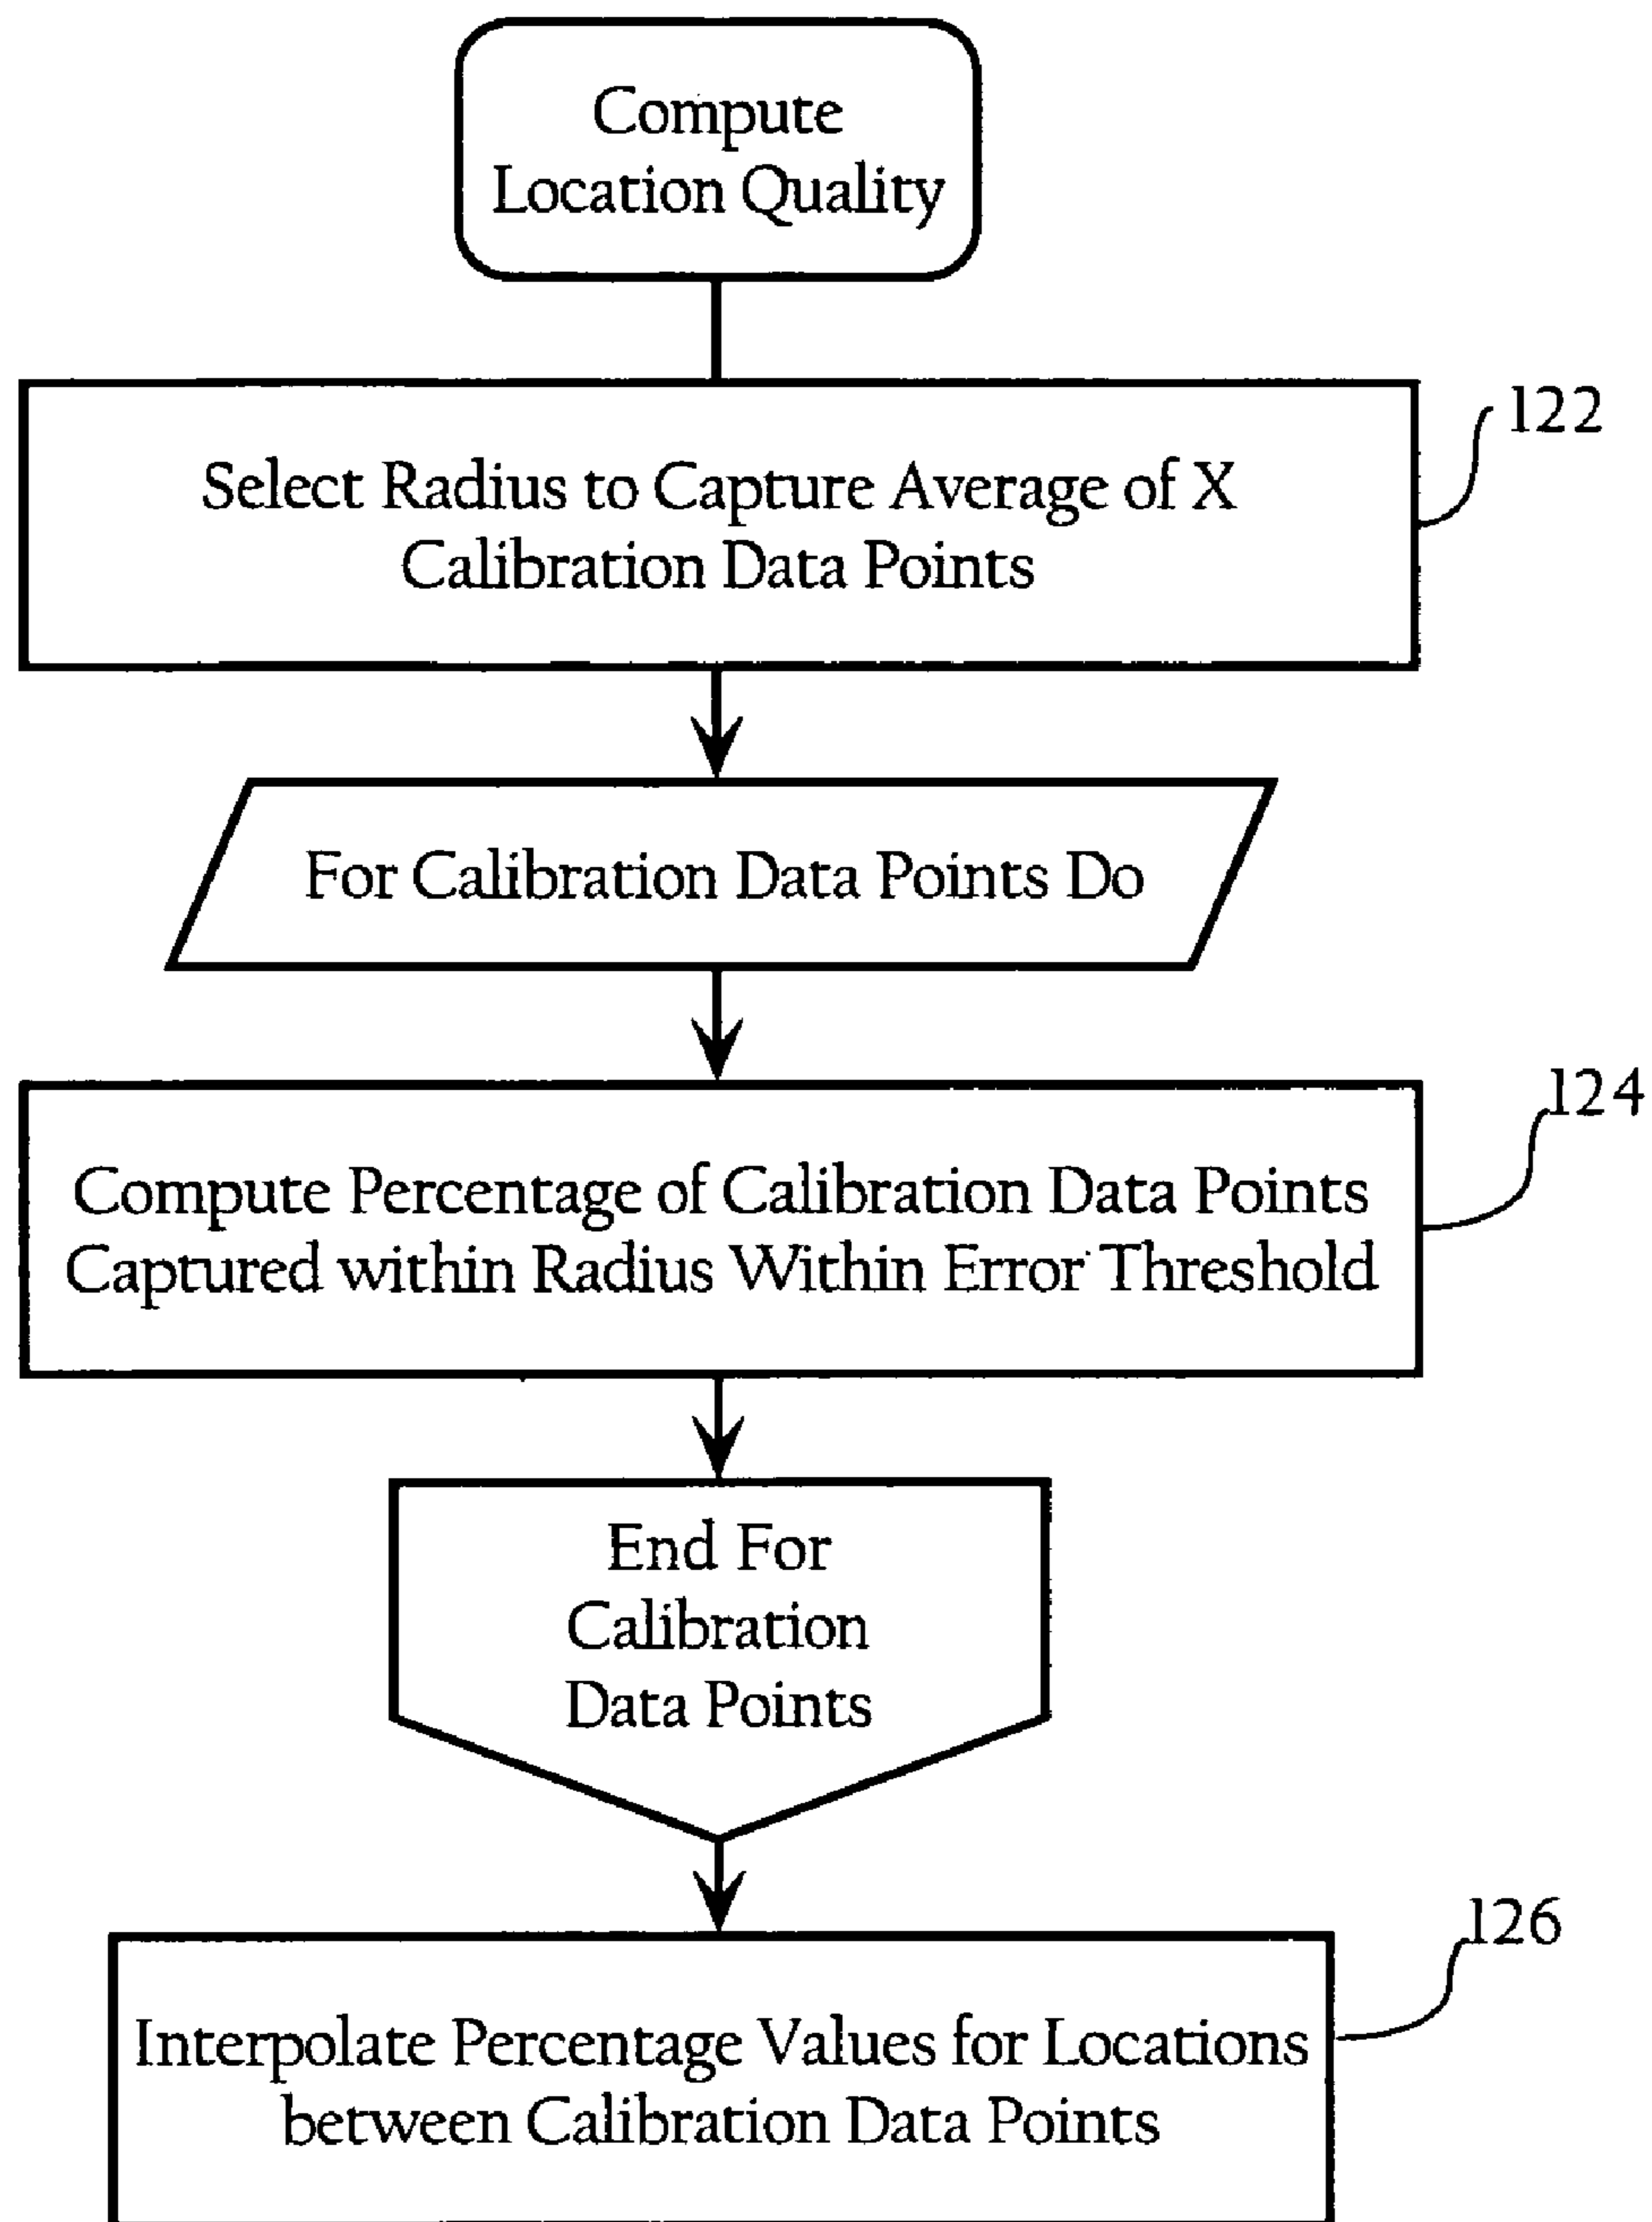 Compute
Location Quality
122
Select Radius to Capture Average of X
Calibration Data Points
For Calibration Data Points Do
124
Compute Percentage of Calibration Data Points
Captured within Radius Within Error Threshold
End For
Calibration
Data Points
126
Interpolate Percentage Values for Locations
between Calibration Data Points